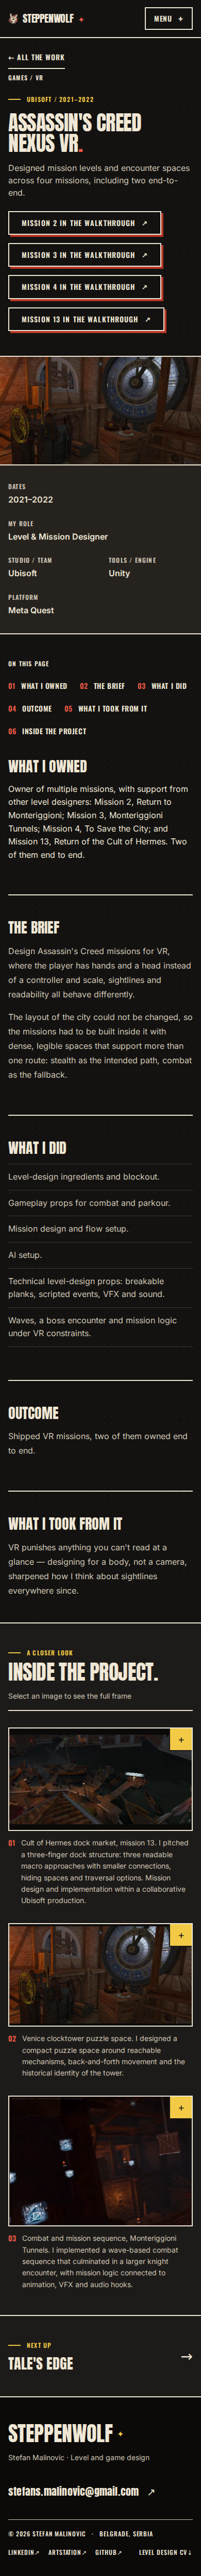 STEPPENWOLF
MENU +
← ALL THE WORK
GAMES / VR
UBISOFT / 2021–2022
ASSASSIN'S CREED
NEXUS VR.
Designed mission levels and encounter spaces
across four missions, including two end-to-
end.
MISSION 2 IN THE WALKTHROUGH ↗
MISSION 3 IN THE WALKTHROUGH ↗
MISSION 4 IN THE WALKTHROUGH ↗
MISSION 13 IN THE WALKTHROUGH ↗
DATES
2021–2022
MY ROLE
Level & Mission Designer
STUDIO / TEAM
Ubisoft
TOOLS / ENGINE
Unity
PLATFORM
Meta Quest
ON THIS PAGE
01 WHAT I OWNED 02 THE BRIEF 03 WHAT I DID
04 OUTCOME 05 WHAT I TOOK FROM IT
06 INSIDE THE PROJECT
WHAT I OWNED
Owner of multiple missions, with support from
other level designers: Mission 2, Return to
Monteriggioni; Mission 3, Monteriggioni
Tunnels; Mission 4, To Save the City; and
Mission 13, Return of the Cult of Hermes. Two
of them end to end.
THE BRIEF
Design Assassin's Creed missions for VR,
where the player has hands and a head instead
of a controller and scale, sightlines and
readability all behave differently.
The layout of the city could not be changed, so
the missions had to be built inside it with
dense, legible spaces that support more than
one route: stealth as the intended path, combat
as the fallback.
WHAT I DID
Level-design ingredients and blockout.
Gameplay props for combat and parkour.
Mission design and flow setup.
AI setup.
Technical level-design props: breakable
planks, scripted events, VFX and sound.
Waves, a boss encounter and mission logic
under VR constraints.
OUTCOME
Shipped VR missions, two of them owned end
to end.
WHAT I TOOK FROM IT
VR punishes anything you can't read at a
glance — designing for a body, not a camera,
sharpened how I think about sightlines
everywhere since.
A CLOSER LOOK
INSIDE THE PROJECT.
Select an image to see the full frame
+
01 Cult of Hermes dock market, mission 13. I pitched
a three-finger dock structure: three readable
macro approaches with smaller connections,
hiding spaces and traversal options. Mission
design and implementation within a collaborative
Ubisoft production.
+
02 Venice clocktower puzzle space. I designed a
compact puzzle space around reachable
mechanisms, back-and-forth movement and the
historical identity of the tower.
+
03 Combat and mission sequence, Monteriggioni
Tunnels. I implemented a wave-based combat
sequence that culminated in a larger knight
encounter, with mission logic connected to
animation, VFX and audio hooks.
NEXT UP
TALE'S EDGE
→
STEPPENWOLF
Stefan Malinovic · Level and game design
stefans.malinovic@gmail.com ↗
© 2026 STEFAN MALINOVIC · BELGRADE, SERBIA
LINKEDIN↗ ARTSTATION↗ GITHUB↗ LEVEL DESIGN CV↓